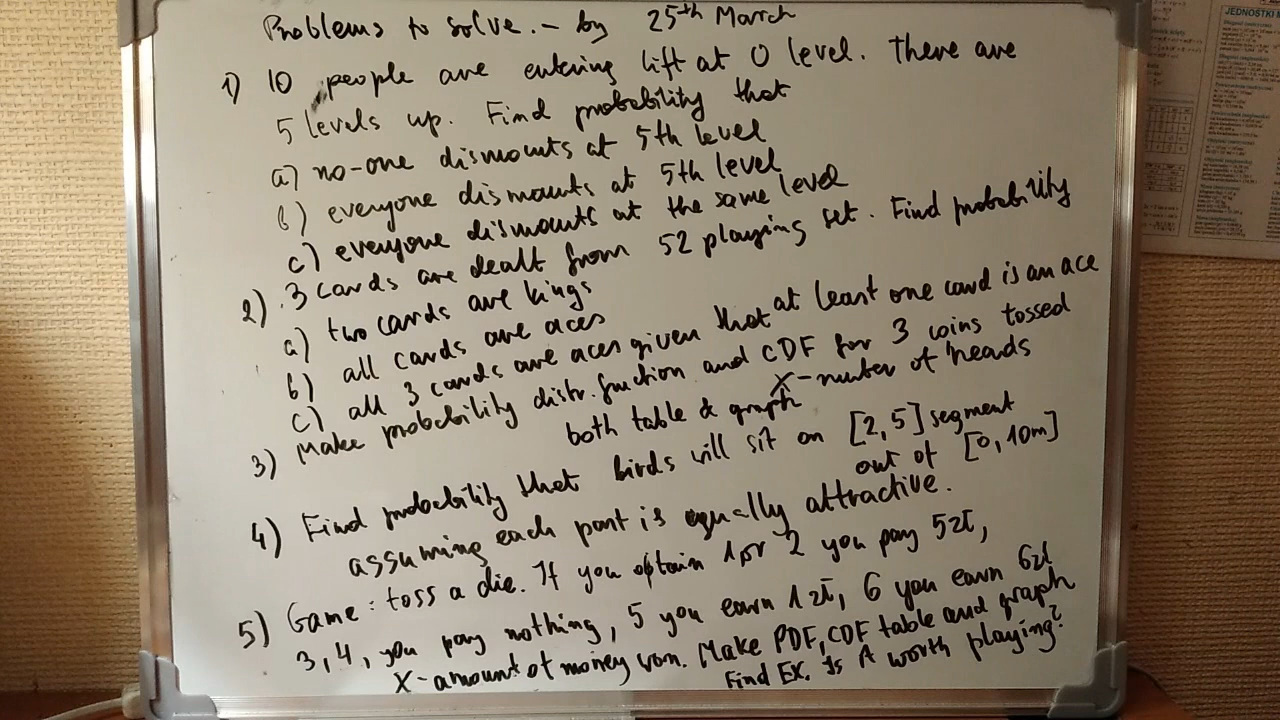 Problems to solve. - by 25th March
1) 10 people are entering lift at 0 level. There are
5 levels up. Find probability that
a) no-one dismounts at 5th level
b) everyone dismounts at 5th level
c) everyone dismounts at the same level
2) 3 cards are dealt from 52 playing set. Find probability
a) two cards are kings
b) all cards are aces
c) all 3 cards are aces given that at least one card is an ace
3) Make probability distr. function and CDF for 3 coins tossed
both table & graph X-number of heads
4) Find probability that birds will sit on [2,5] segment
out of [0,10m]
assuming each part is equally attractive.
5) Game: toss a die. If you obtain 1 or 2 you pay 5zł,
3,4, you pay nothing, 5 you earn 1zł, 6 you earn 6zł
X-amount of money won. Make PDF, CDF table and graph
Find EX. Is it worth playing?
JEDNOSTKI